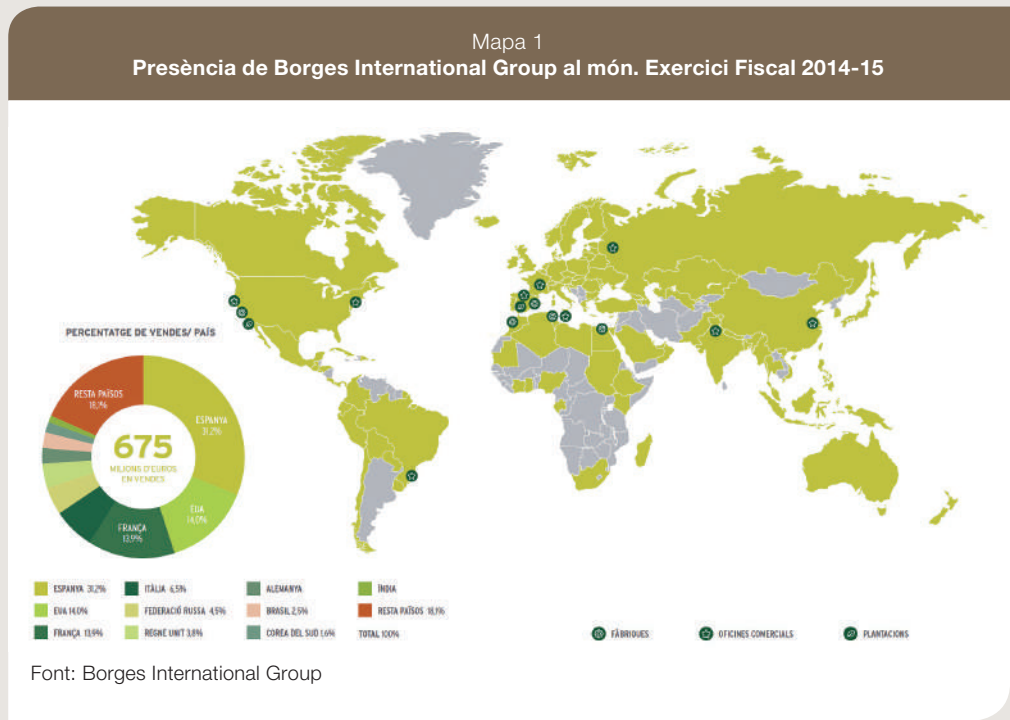 Mapa 1
Presència de Borges International Group al món. Exercici Fiscal 2014-15
PERCENTATGE DE VENDES/ PAÍS
RESTA PAÏSOS
18,1%
ESPANYA
31,2%
675
MILIONS D'EUROS
EN VENDES
EUA
14,0%
FRANÇA
13,9%
ESPANYA 31,2%
ITÀLIA 6,5%
ALEMANYA
ÍNDIA
EUA 14,0%
FEDERACIÓ RUSSA 4,5%
BRASIL 2,5%
RESTA PAÏSOS 18,1%
FRANÇA 13,9%
REGNE UNIT 3,8%
COREA DEL SUD 1,6%
TOTAL 100%
FÀBRIQUES
OFICINES COMERCIALS
PLANTACIONS
Font: Borges International Group